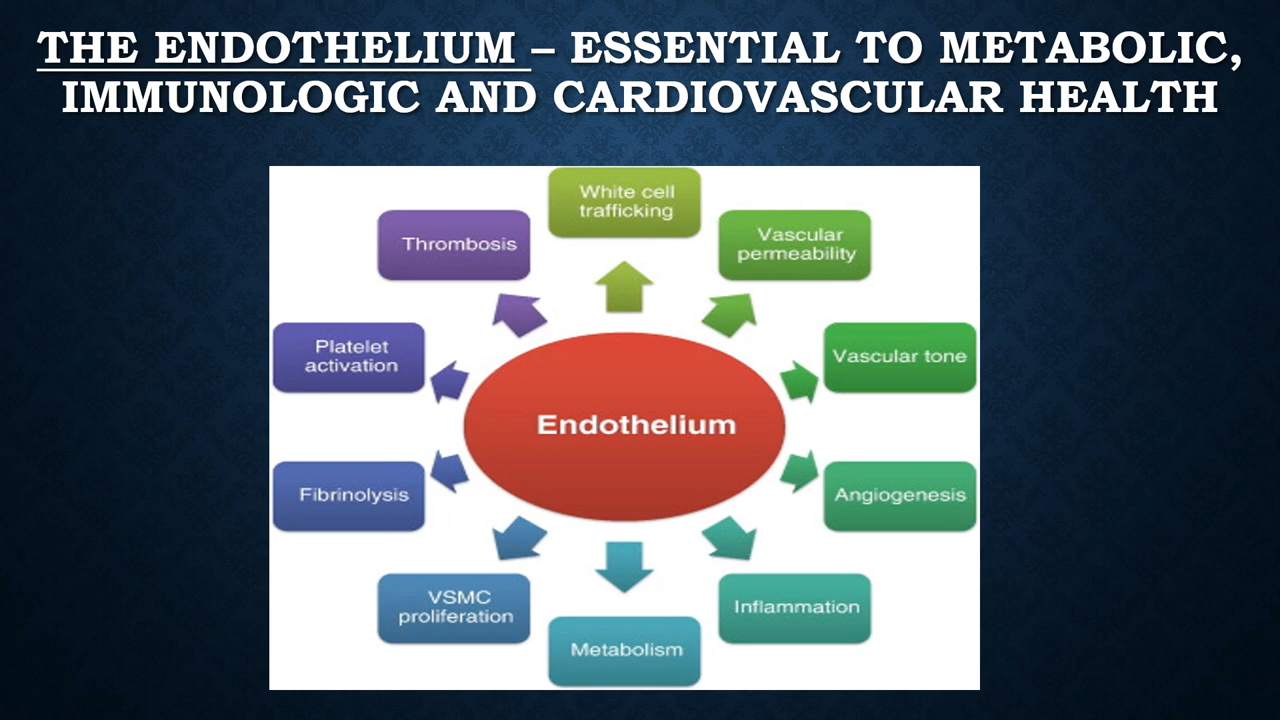 THE ENDOTHELIUM – ESSENTIAL TO METABOLIC,
IMMUNOLOGIC AND CARDIOVASCULAR HEALTH
White cell
trafficking
Vascular
permeability
Vascular tone
Angiogenesis
Inflammation
Metabolism
VSMC
proliferation
Fibrinolysis
Platelet
activation
Thrombosis
Endothelium